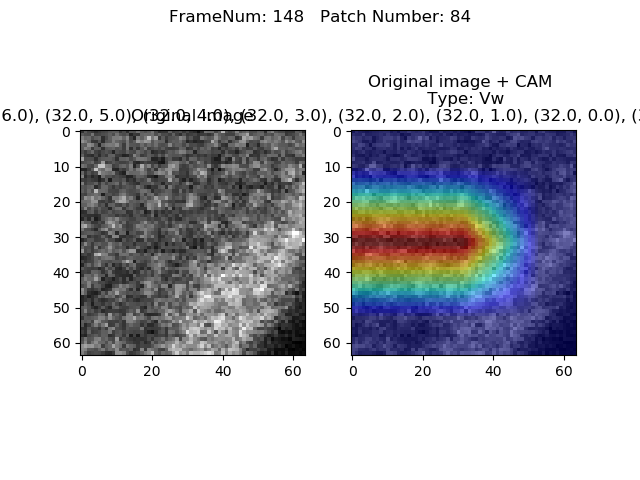 FrameNum: 148   Patch Number: 84
Original image + CAM
Type: Vw
6.0), (32.0, 5.0), (32.0, 4.0), (32.0, 3.0), (32.0, 2.0), (32.0, 1.0), (32.0, 0.0), (3
Original image
0
10
20
30
40
50
60
0 20 40 60
0
10
20
30
40
50
60
0 20 40 60